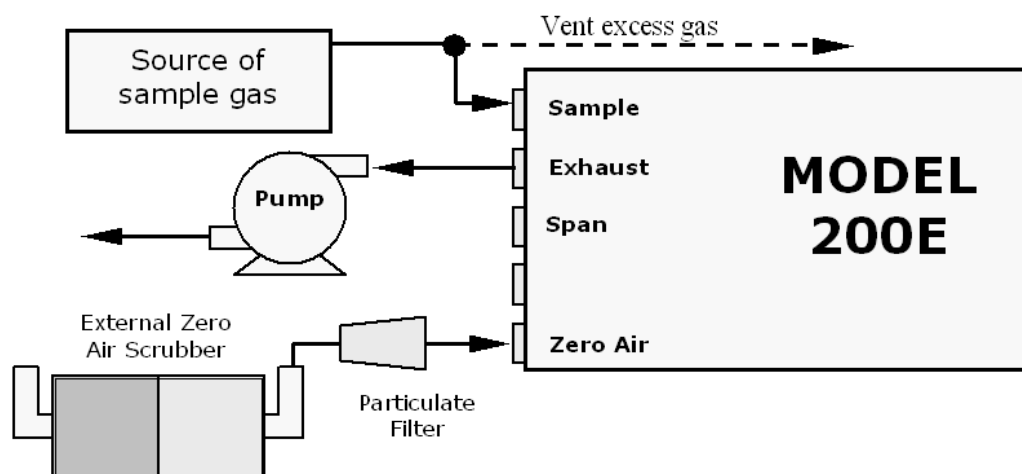 Vent excess gas
Source of
sample gas
Sample
Exhaust
MODEL
200E
Pump
Span
External Zero
Air Scrubber
Zero Air
Particulate
Filter